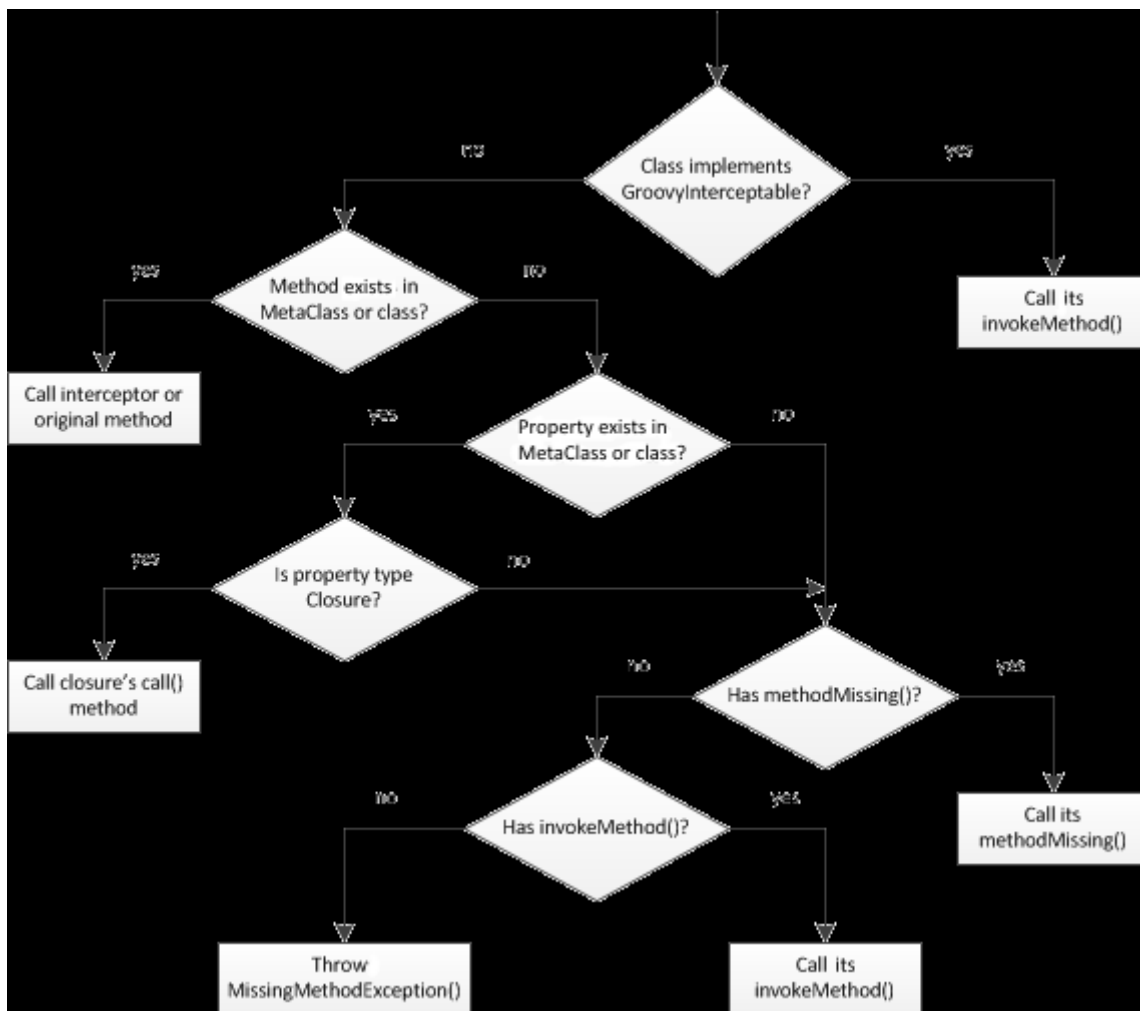 Class implements
GroovyInterceptable?
no
yes
Method exists in
MetaClass or class?
yes
no
Call its
invokeMethod()
Call interceptor or
original method
Property exists in
MetaClass or class?
yes
no
Is property type
Closure?
yes
no
Call closure's call()
method
Has methodMissing()?
no
yes
Has invokeMethod()?
no
yes
Call its
methodMissing()
Throw
MissingMethodException()
Call its
invokeMethod()